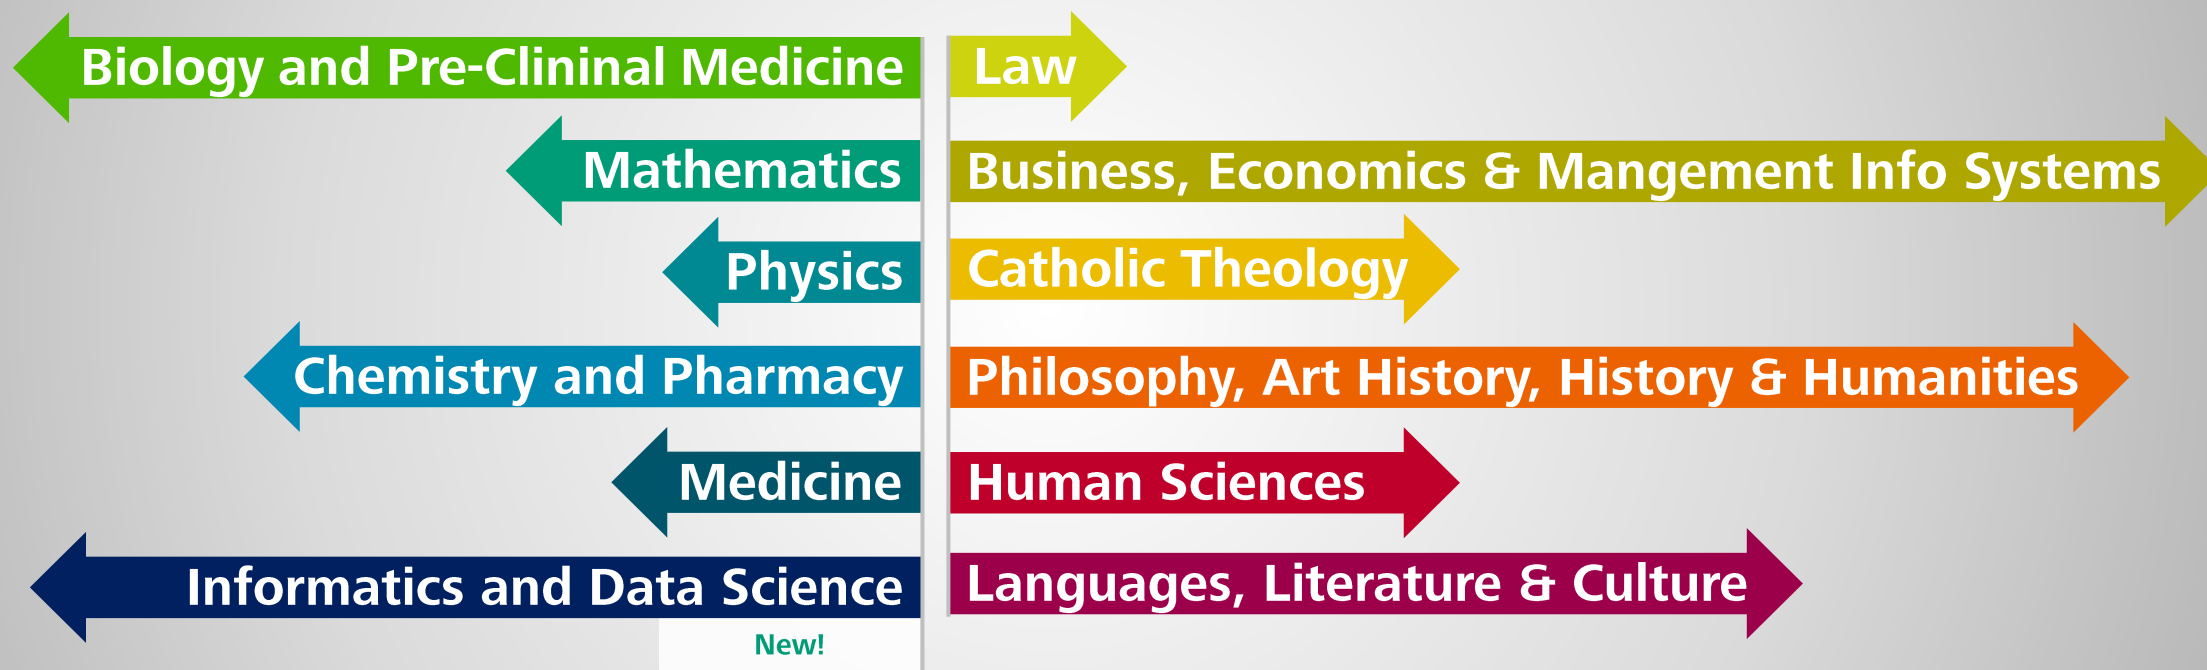 Biology and Pre-Clininal Medicine
Mathematics
Physics
Chemistry and Pharmacy
Medicine
Informatics and Data Science
New!
Law
Business, Economics & Mangement Info Systems
Catholic Theology
Philosophy, Art History, History & Humanities
Human Sciences
Languages, Literature & Culture